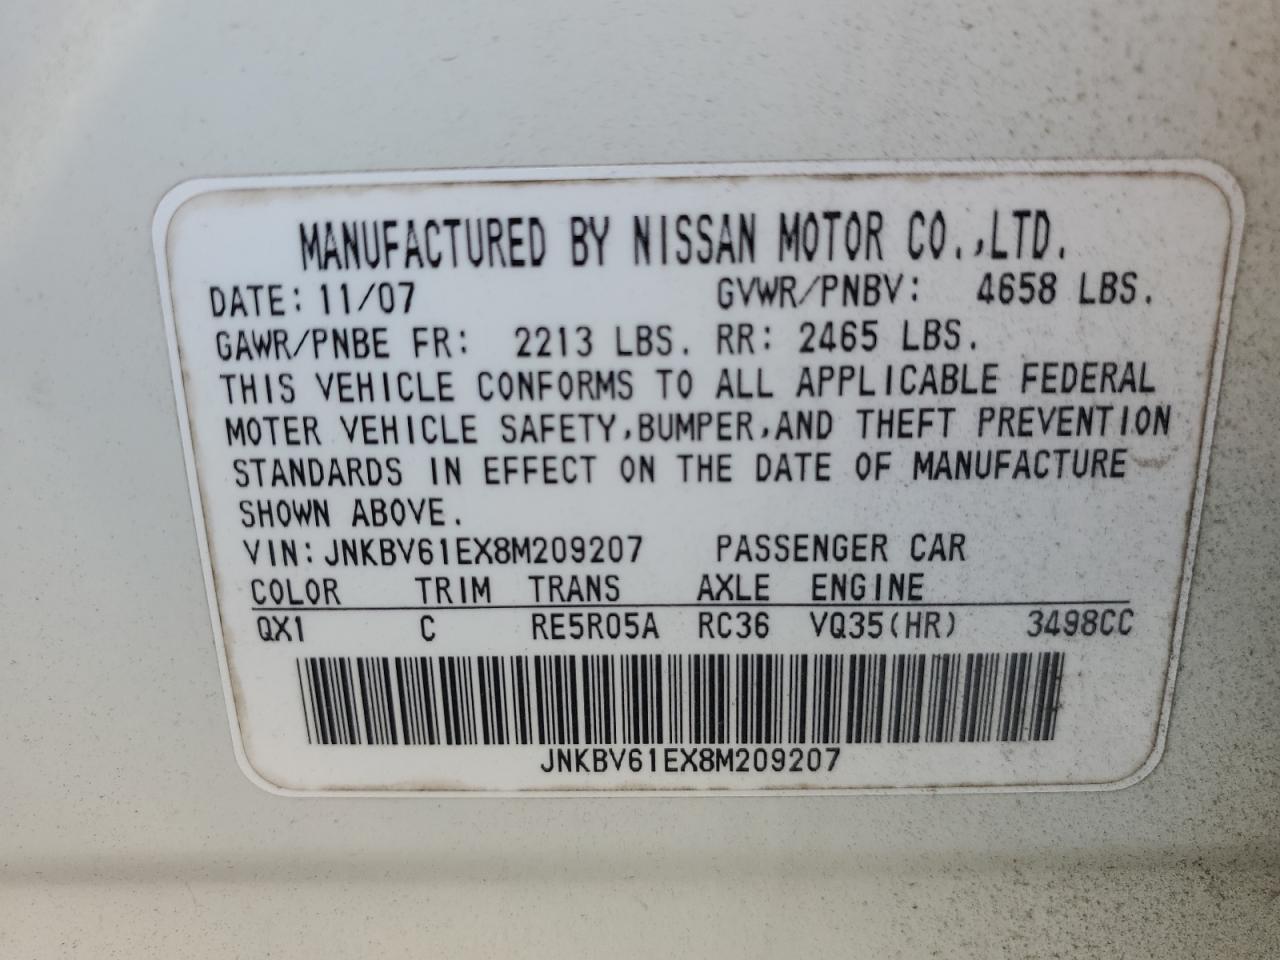 MANUFACTURED BY NISSAN MOTOR CO.,LTD.
DATE: 11/07 GVWR/PNBV: 4658 LBS.
GAWR/PNBE FR: 2213 LBS. RR: 2465 LBS.
THIS VEHICLE CONFORMS TO ALL APPLICABLE FEDERAL
MOTER VEHICLE SAFETY,BUMPER,AND THEFT PREVENTION
STANDARDS IN EFFECT ON THE DATE OF MANUFACTURE
SHOWN ABOVE.
VIN: JNKBV61EX8M209207 PASSENGER CAR
COLOR TRIM TRANS AXLE ENGINE
QX1 C RE5R05A RC36 VQ35(HR) 3498CC
JNKBV61EX8M209207